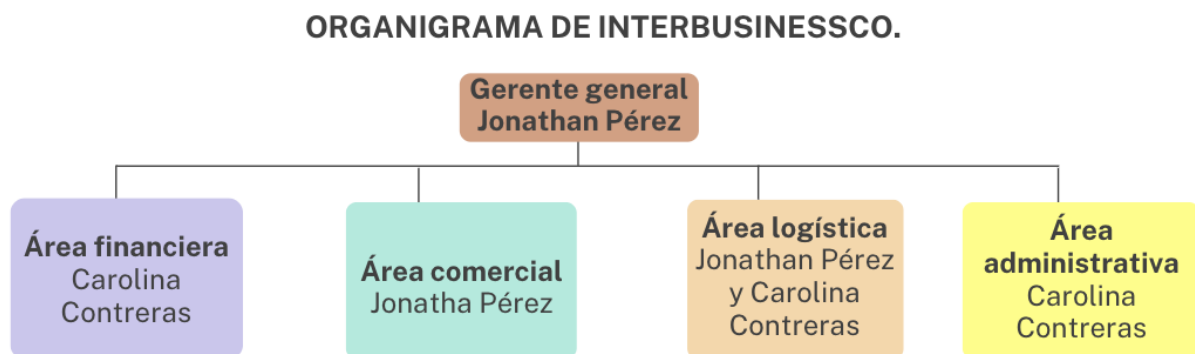 ORGANIGRAMA DE INTERBUSINESSCO.
Gerente general
Jonathan Pérez
Área financiera
Carolina
Contreras
Área comercial
Jonatha Pérez
Área logística
Jonathan Pérez
y Carolina
Contreras
Área
administrativa
Carolina
Contreras